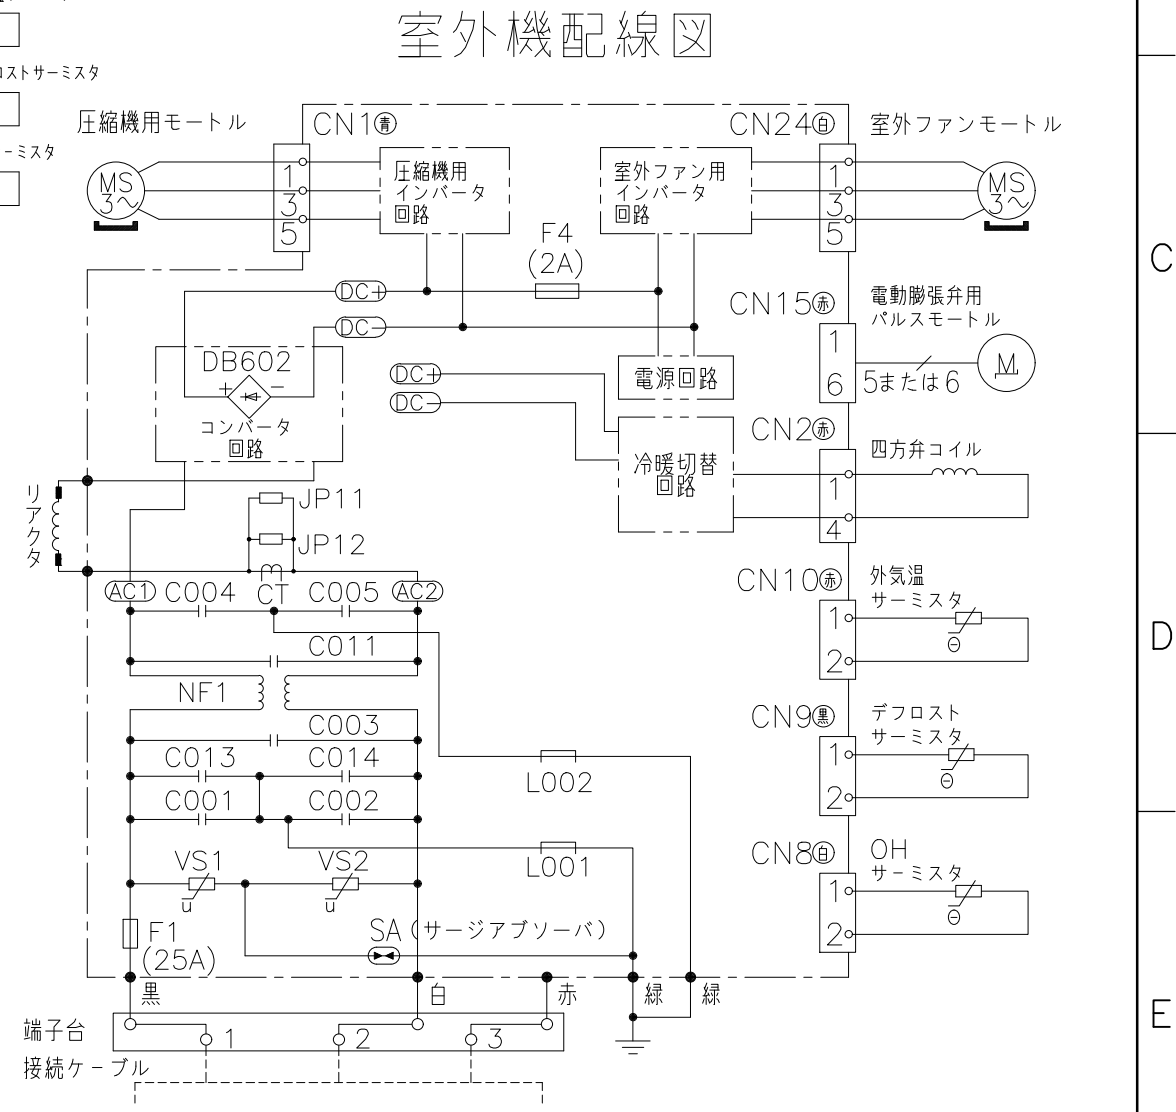 室外機配線図
ロストサーミスタ
ーミスタ
圧縮機用モートル
CN1青
CN24白
室外ファンモートル
MS
3～
1
3
5
圧縮機用
インバータ
回路
室外ファン用
インバータ
回路
1
3
5
MS
3～
C
F4
(2A)
DC+
DC−
CN15赤
電動膨張弁用
パルスモートル
1
6
5または6
M
DB602
+
−
コンバータ
回路
DC+
DC−
電源回路
冷暖切替
回路
CN2赤
四方弁コイル
1
4
リアクタ
JP11
JP12
CT
AC1
AC2
C004
C005
C011
CN10赤
外気温
サーミスタ
1
2
θ
D
NF1
C003
C013
C014
C001
C002
L002
L001
CN9黒
デフロスト
サーミスタ
1
2
θ
VS1
u
VS2
u
CN8白
OH
サーミスタ
1
2
θ
F1
(25A)
SA（サージアブソーバ）
黒
白
赤
緑
緑
E
端子台
1
2
3
接続ケーブル